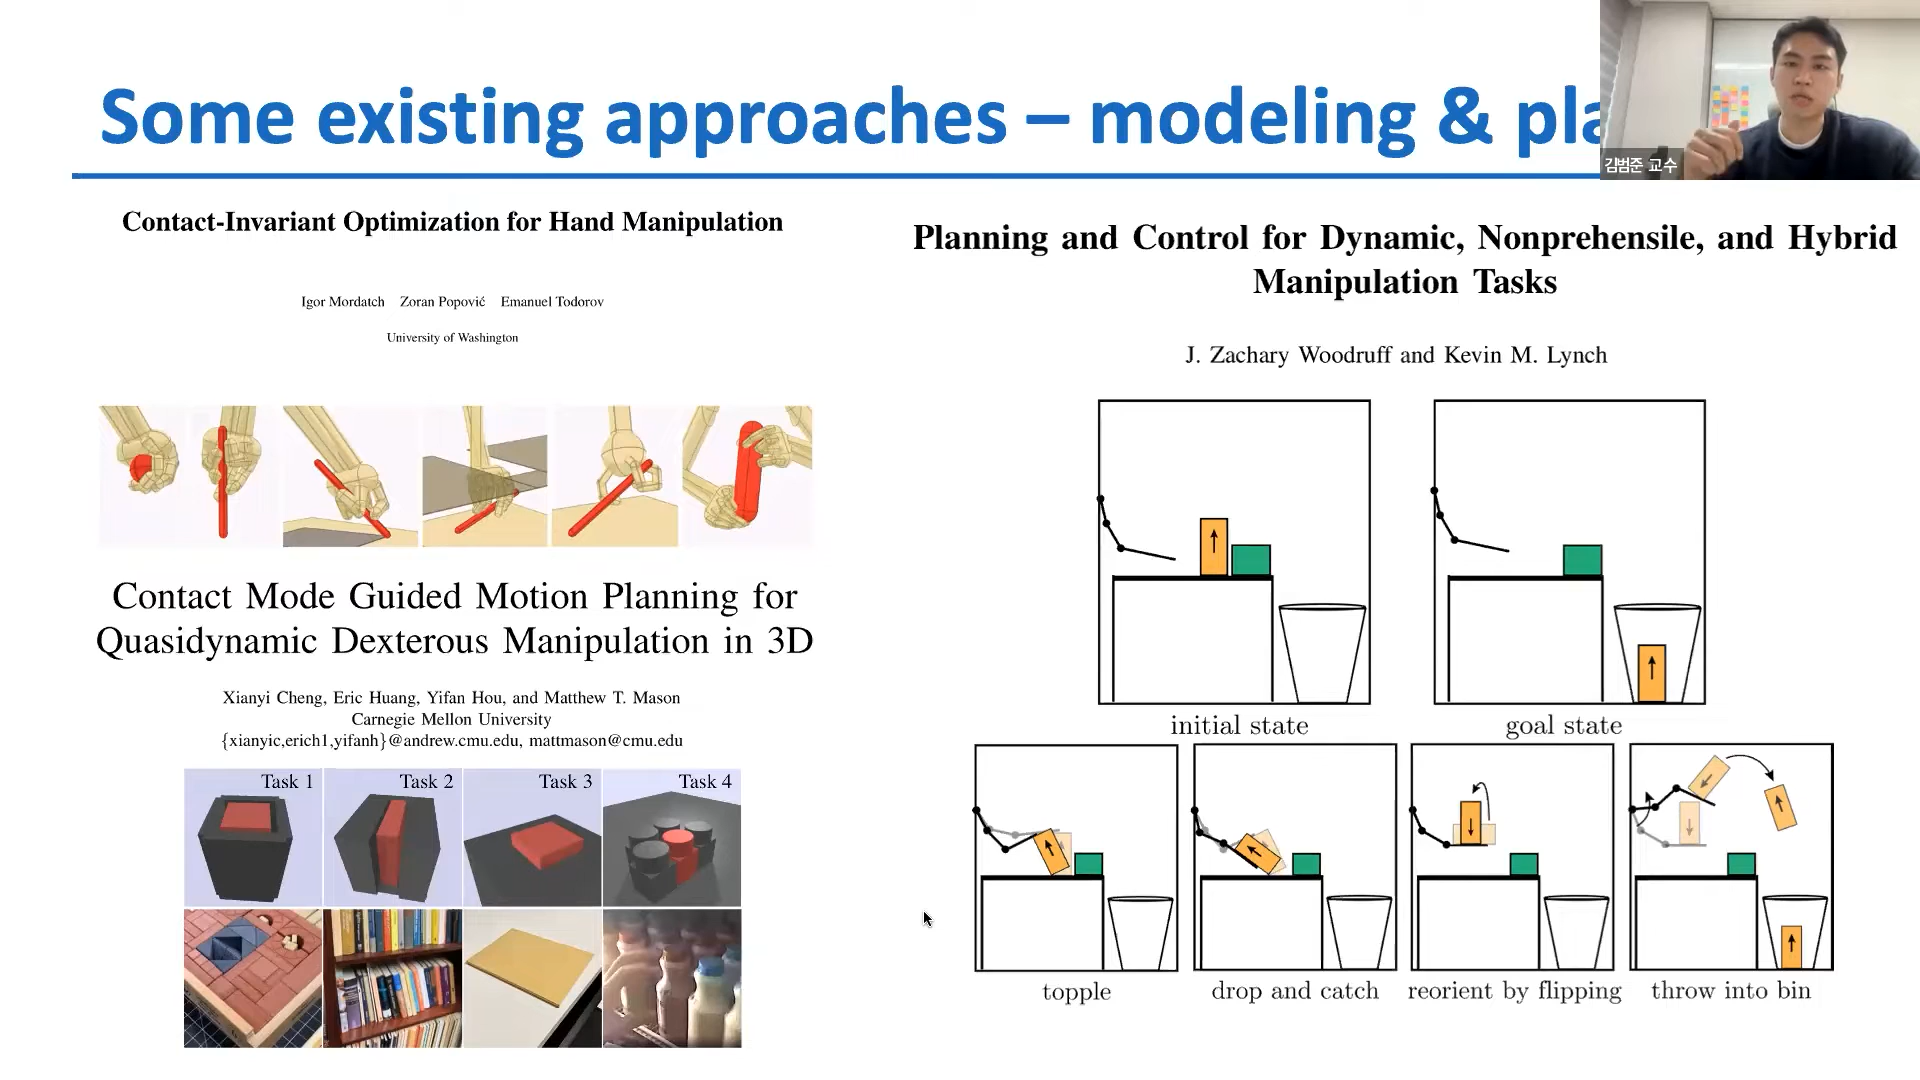 Some existing approaches – modeling & pla
김범준 교수
Contact-Invariant Optimization for Hand Manipulation
Igor Mordatch Zoran Popović Emanuel Todorov
University of Washington
Contact Mode Guided Motion Planning for
Quasidynamic Dexterous Manipulation in 3D
Xianyi Cheng, Eric Huang, Yifan Hou, and Matthew T. Mason
Carnegie Mellon University
{xianyic,erich1,yifanh}@andrew.cmu.edu, mattmason@cmu.edu
Task 1 Task 2 Task 3 Task 4
Planning and Control for Dynamic, Nonprehensile, and Hybrid
Manipulation Tasks
J. Zachary Woodruff and Kevin M. Lynch
initial state goal state
topple drop and catch reorient by flipping throw into bin